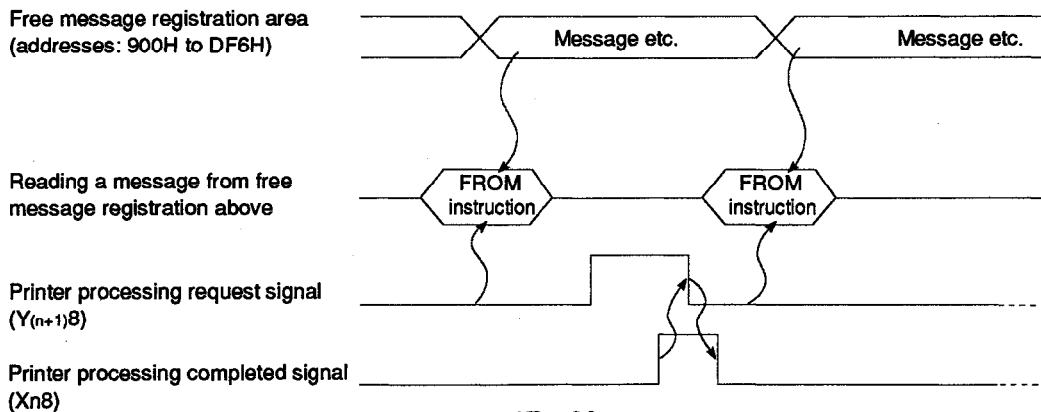 Free message registration area
(addresses: 900H to DF6H)
Message etc.
Message etc.
Reading a message from free
message registration above
FROM
instruction
FROM
instruction
Printer processing request signal
(Y(n+1)8)
Printer processing completed signal
(Xn8)